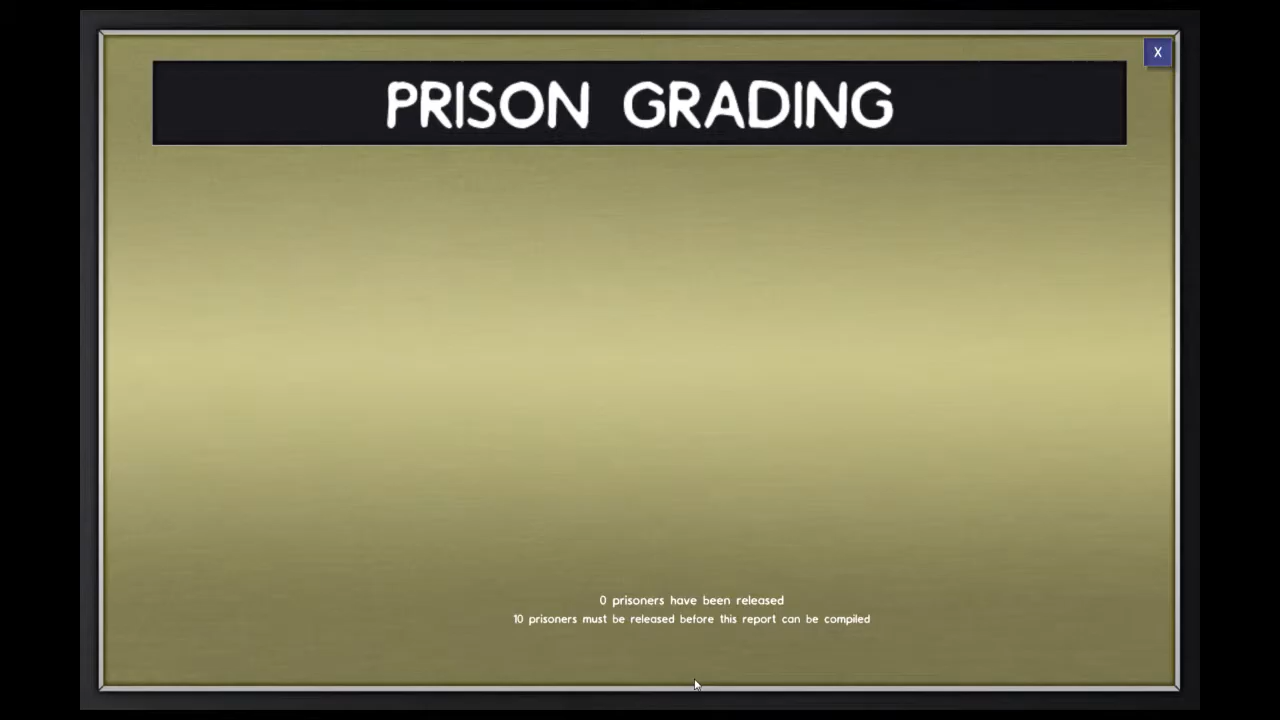 X
PRISON GRADING
0 prisoners have been released
10 prisoners must be released before this report can be compiled